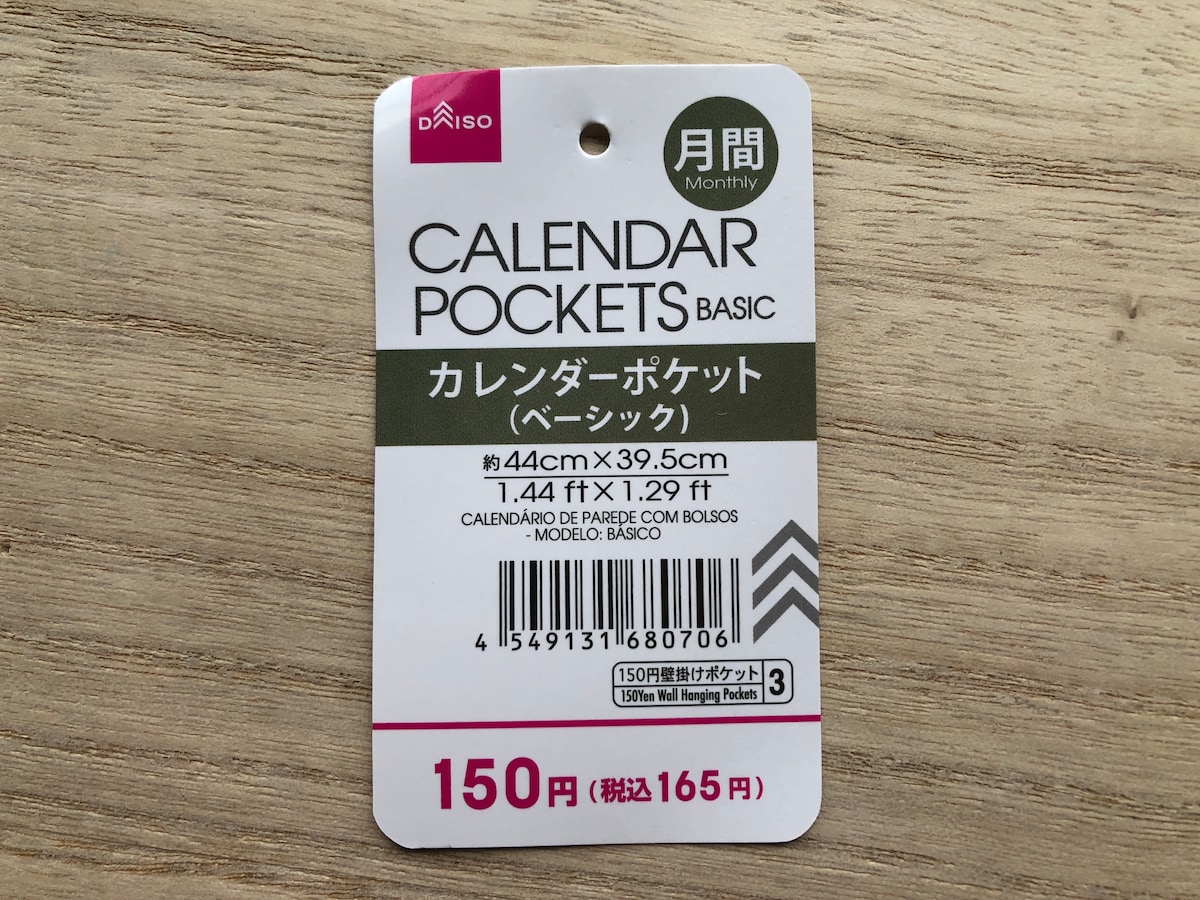 DAISO
月間
Monthly
CALENDAR
POCKETS BASIC
カレンダーポケット
(ベーシック)
約44cm×39.5cm
1.44 ft×1.29 ft
CALENDÁRIO DE PAREDE COM BOLSOS
- MODELO: BÁSICO
4 549131 680706
150円壁掛けポケット
150Yen Wall Hanging Pockets
3
150円(税込165円)